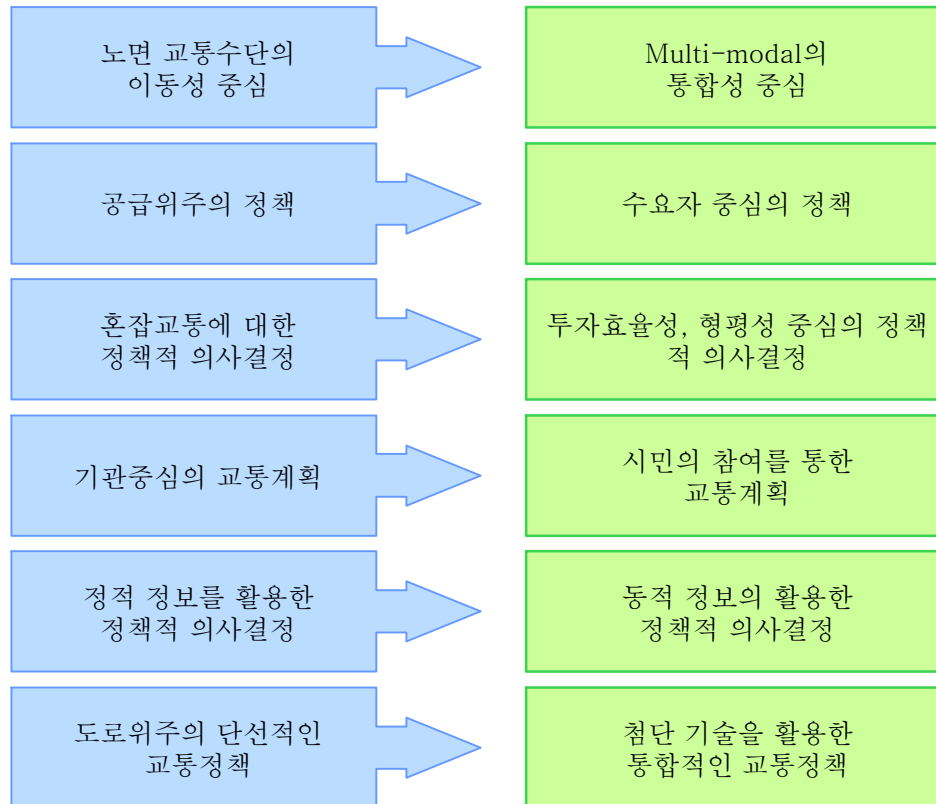 노면 교통수단의
이동성 중심
Multi-modal의
통합성 중심
공급위주의 정책
수요자 중심의 정책
혼잡교통에 대한
정책적 의사결정
투자효율성, 형평성 중심의 정책
적 의사결정
기관중심의 교통계획
시민의 참여를 통한
교통계획
정적 정보를 활용한
정책적 의사결정
동적 정보의 활용한
정책적 의사결정
도로위주의 단선적인
교통정책
첨단 기술을 활용한
통합적인 교통정책